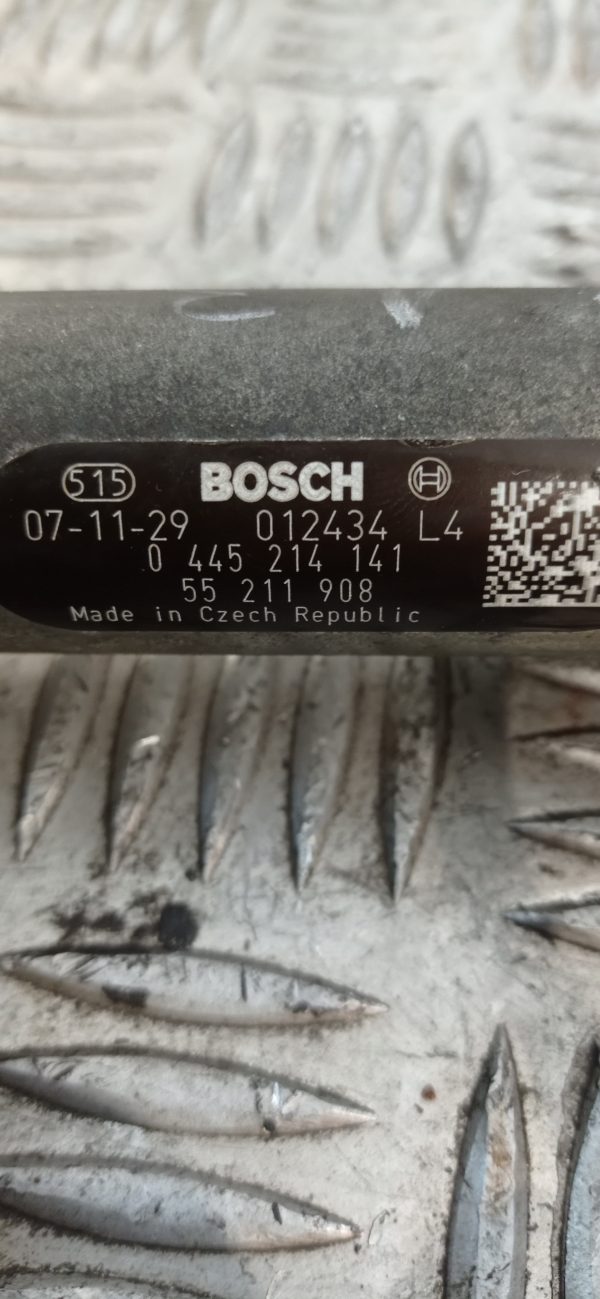 515 BOSCH
07-11-29 012434 L4
0 445 214 141
55 211 908
Made in Czech Republic